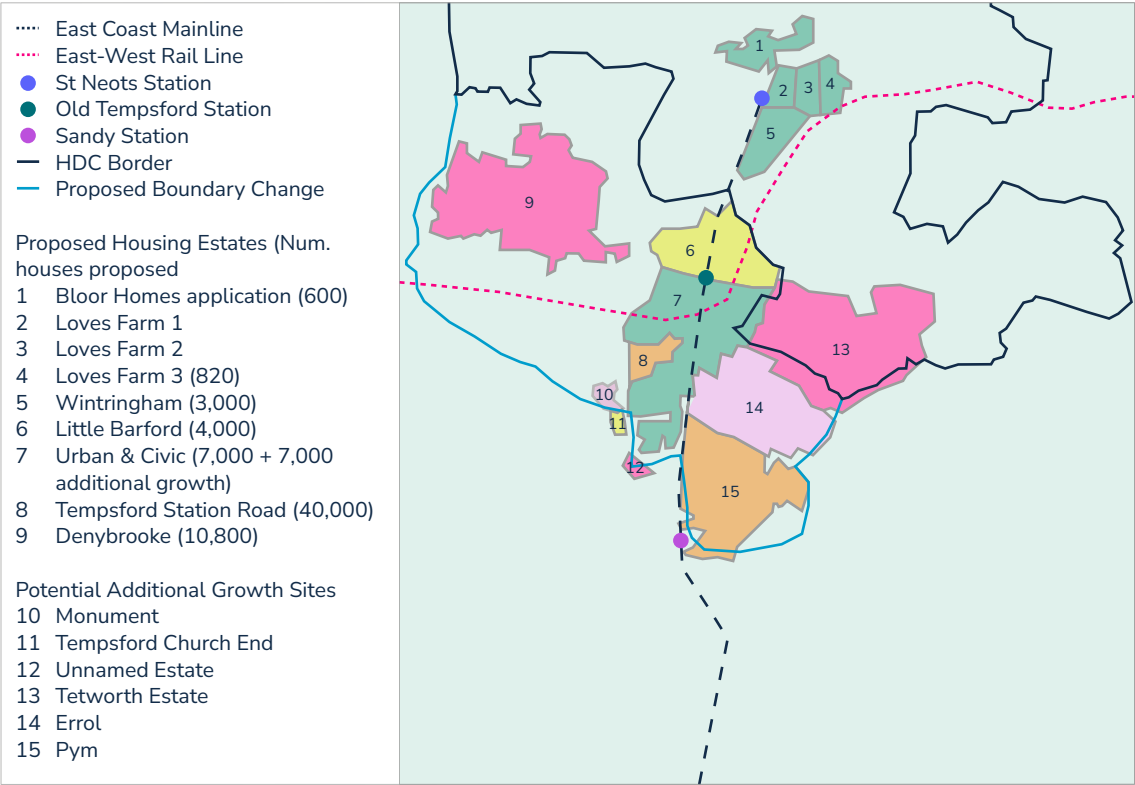 East Coast Mainline
East-West Rail Line
St Neots Station
Old Tempsford Station
Sandy Station
HDC Border
Proposed Boundary Change
Proposed Housing Estates (Num.
houses proposed
1 Bloor Homes application (600)
2 Loves Farm 1
3 Loves Farm 2
4 Loves Farm 3 (820)
5 Wintringham (3,000)
6 Little Barford (4,000)
7 Urban & Civic (7,000 + 7,000
additional growth)
8 Tempsford Station Road (40,000)
9 Denybrooke (10,800)
Potential Additional Growth Sites
10 Monument
11 Tempsford Church End
12 Unnamed Estate
13 Tetworth Estate
14 Errol
15 Pym
1
2
3
4
5
9
6
7
13
8
10
14
11
12
15